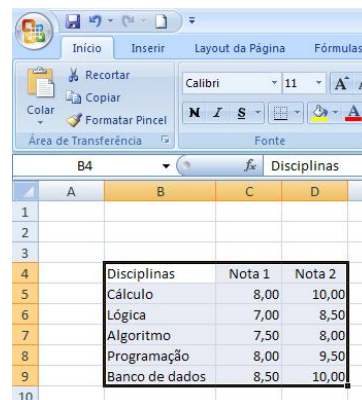 Início Inserir Layout da Página Fórmulas
Colar
Recortar
Copiar
Formatar Pincel
Área de Transferência
Calibri 11 A
N I S A
Fonte
B4 fx Disciplinas
A B C D
1
2
3
4 Disciplinas Nota 1 Nota 2
5 Cálculo 8,00 10,00
6 Lógica 7,00 8,50
7 Algoritmo 7,50 8,00
8 Programação 8,00 9,50
9 Banco de dados 8,50 10,00
10